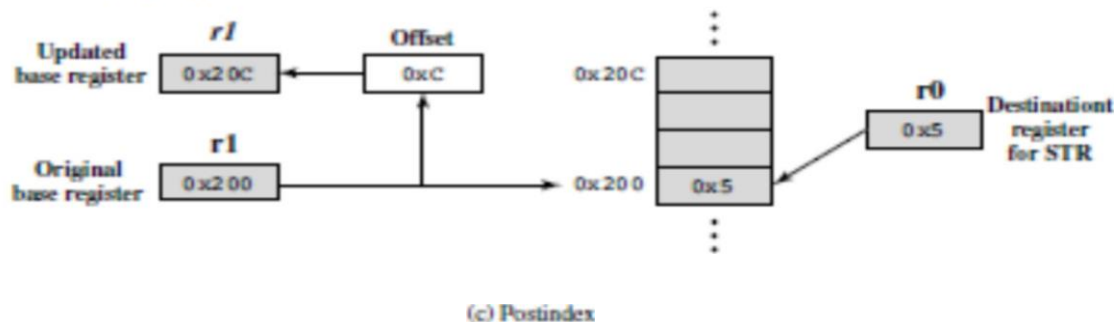 r1
Offset
Updated
base register
0x20C
0xC
0x20C
r0
Destinationt
register
for STR
0x5
r1
Original
base register
0x200
0x200
0x5
(c) Postindex